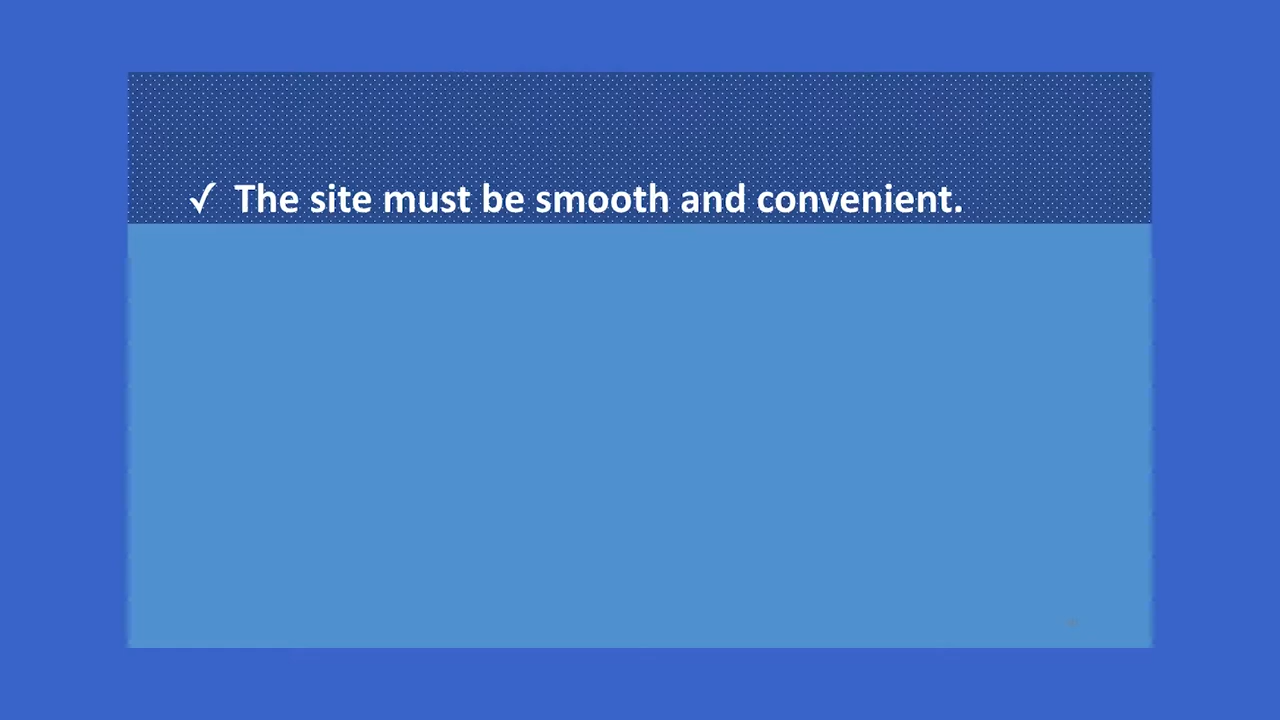 ✓ The site must be smooth and convenient.